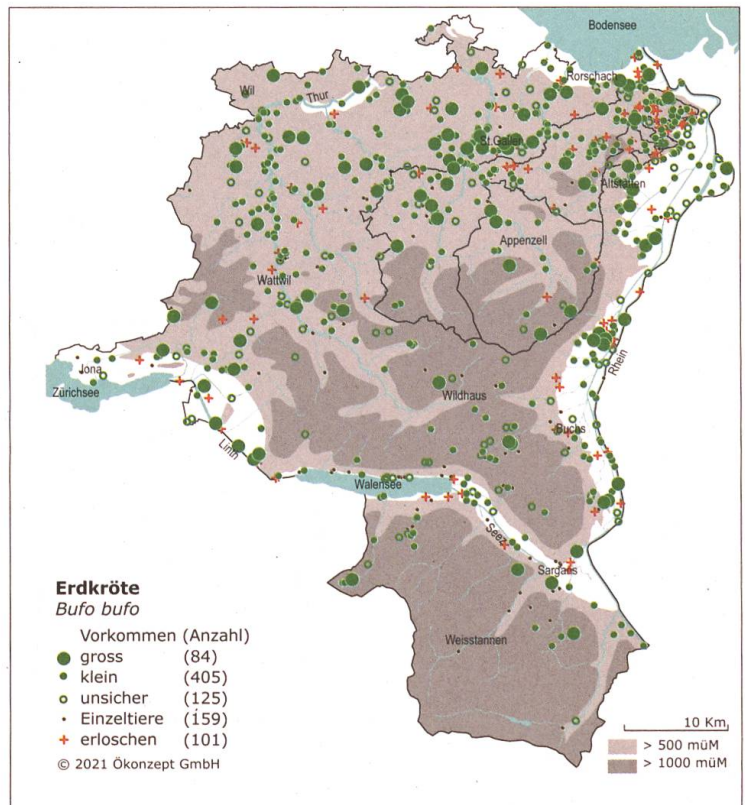 Bodensee
Rorschach
Wil
Thur
St.Gallen
Altstätten
Appenzell
Wattwil
Jona
Zürichsee
Wildhaus
Rhein
Buchs
Linth
Walensee
Seez
Sargans
Weisstannen
Erdkröte
Bufo bufo
Vorkommen (Anzahl)
gross (84)
klein (405)
unsicher (125)
Einzeltiere (159)
erloschen (101)
© 2021 Ökonzept GmbH
10 Km
> 500 müM
> 1000 müM